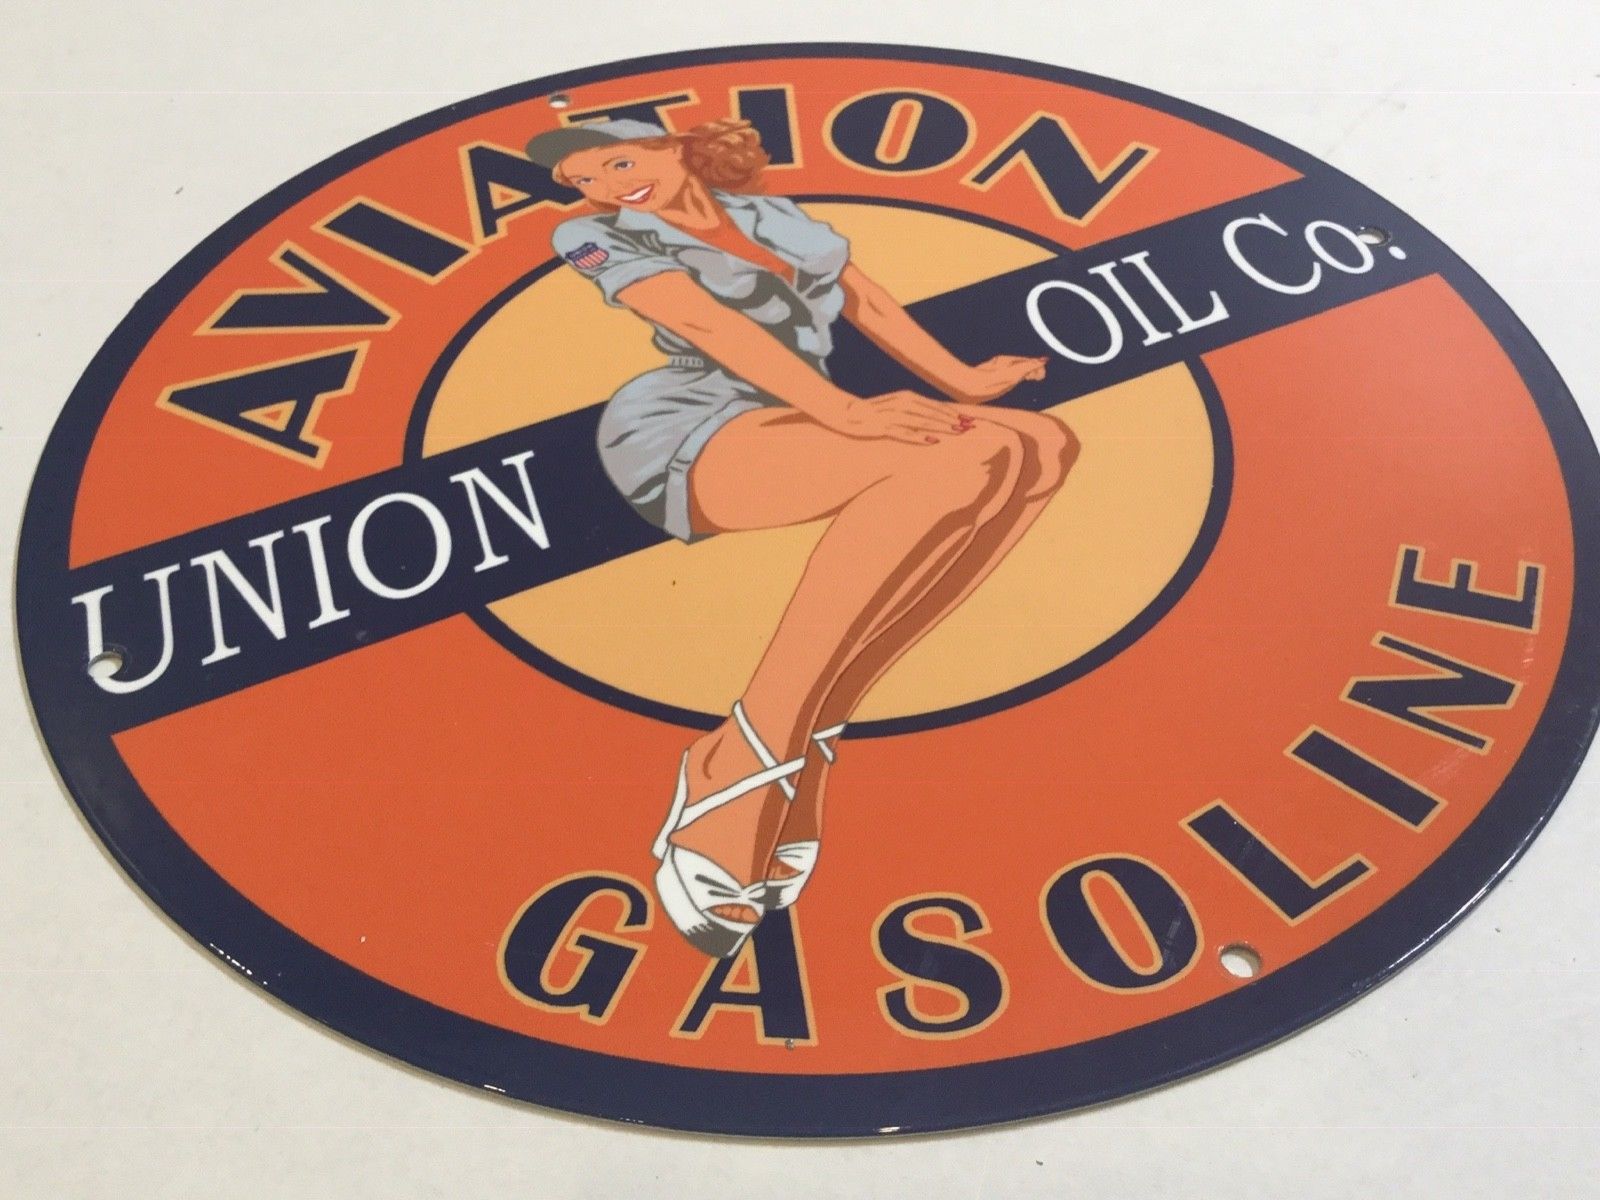 AVIATION
UNION OIL Co.
GASOLINE